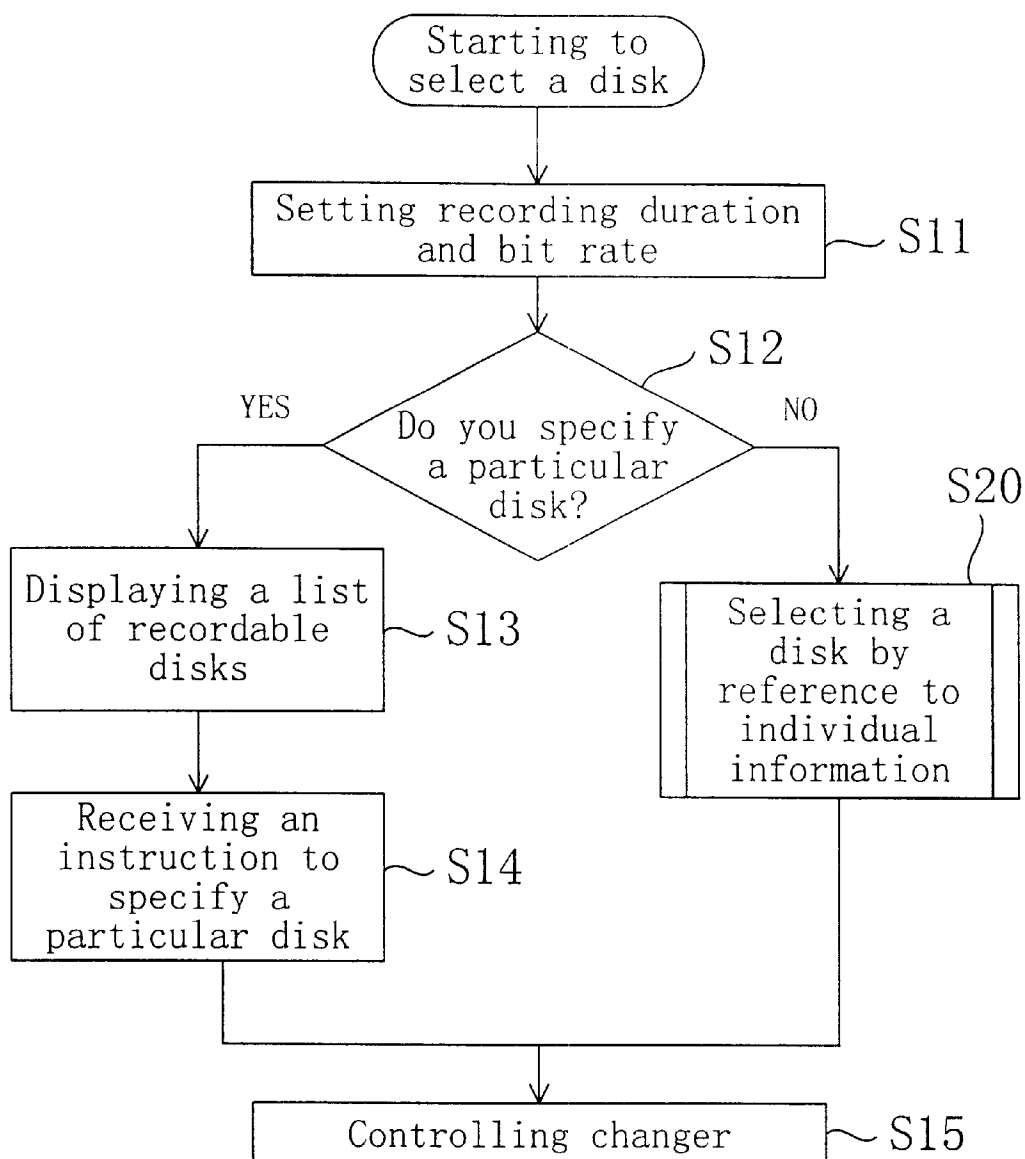 Starting to
select a disk
Setting recording duration
and bit rate
S11
S12
YES
NO
Do you specify
a particular
disk?
S20
Displaying a list
of recordable
disks
S13
Selecting a
disk by
reference to
individual
information
Receiving an
instruction to
specify a
particular disk
S14
Controlling changer
S15